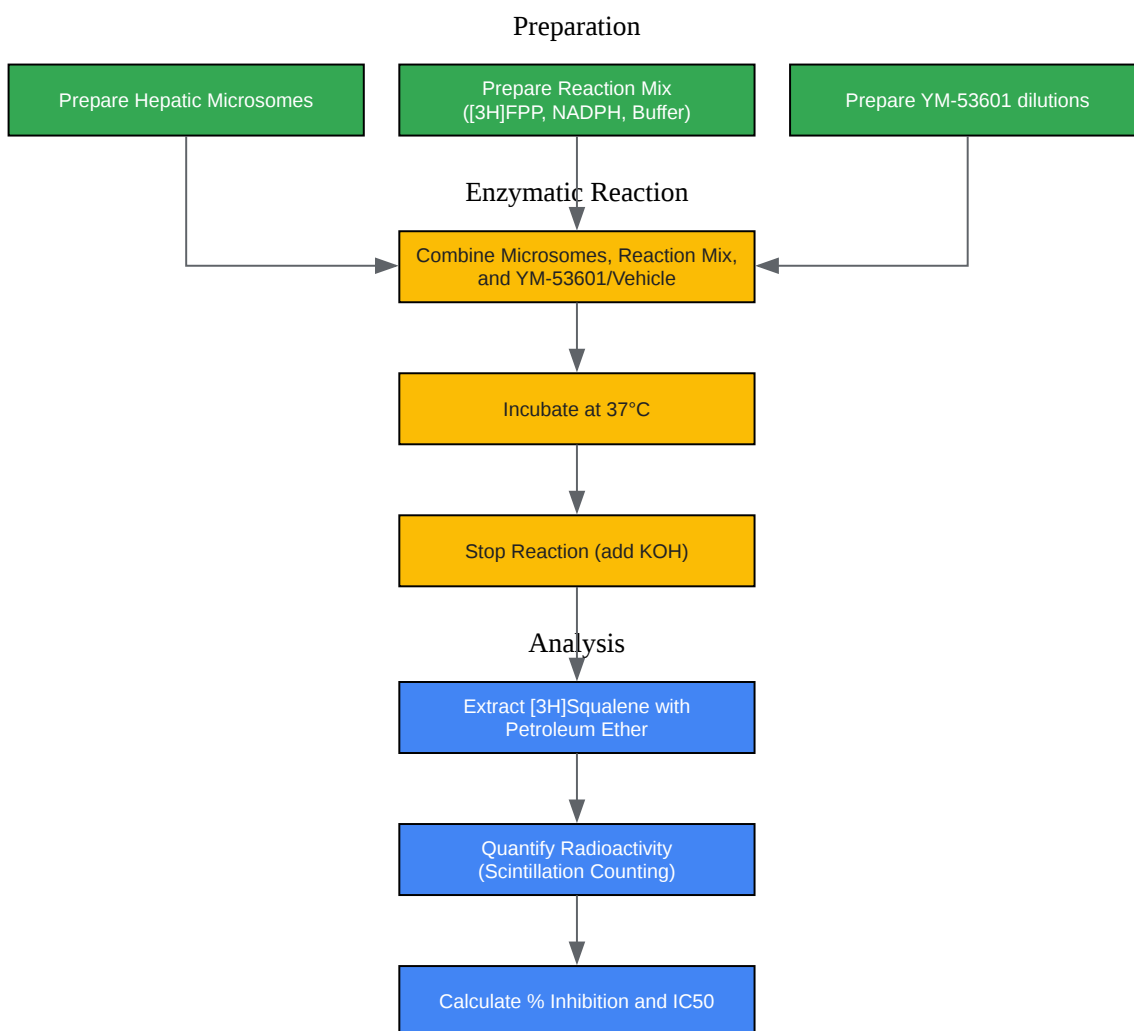 Preparation
Prepare Hepatic Microsomes
Prepare Reaction Mix
([3H]FPP, NADPH, Buffer)
Prepare YM-53601 dilutions
Enzymatic Reaction
Combine Microsomes, Reaction Mix,
and YM-53601/Vehicle
Incubate at 37°C
Stop Reaction (add KOH)
Analysis
Extract [3H]Squalene with
Petroleum Ether
Quantify Radioactivity
(Scintillation Counting)
Calculate % Inhibition and IC50